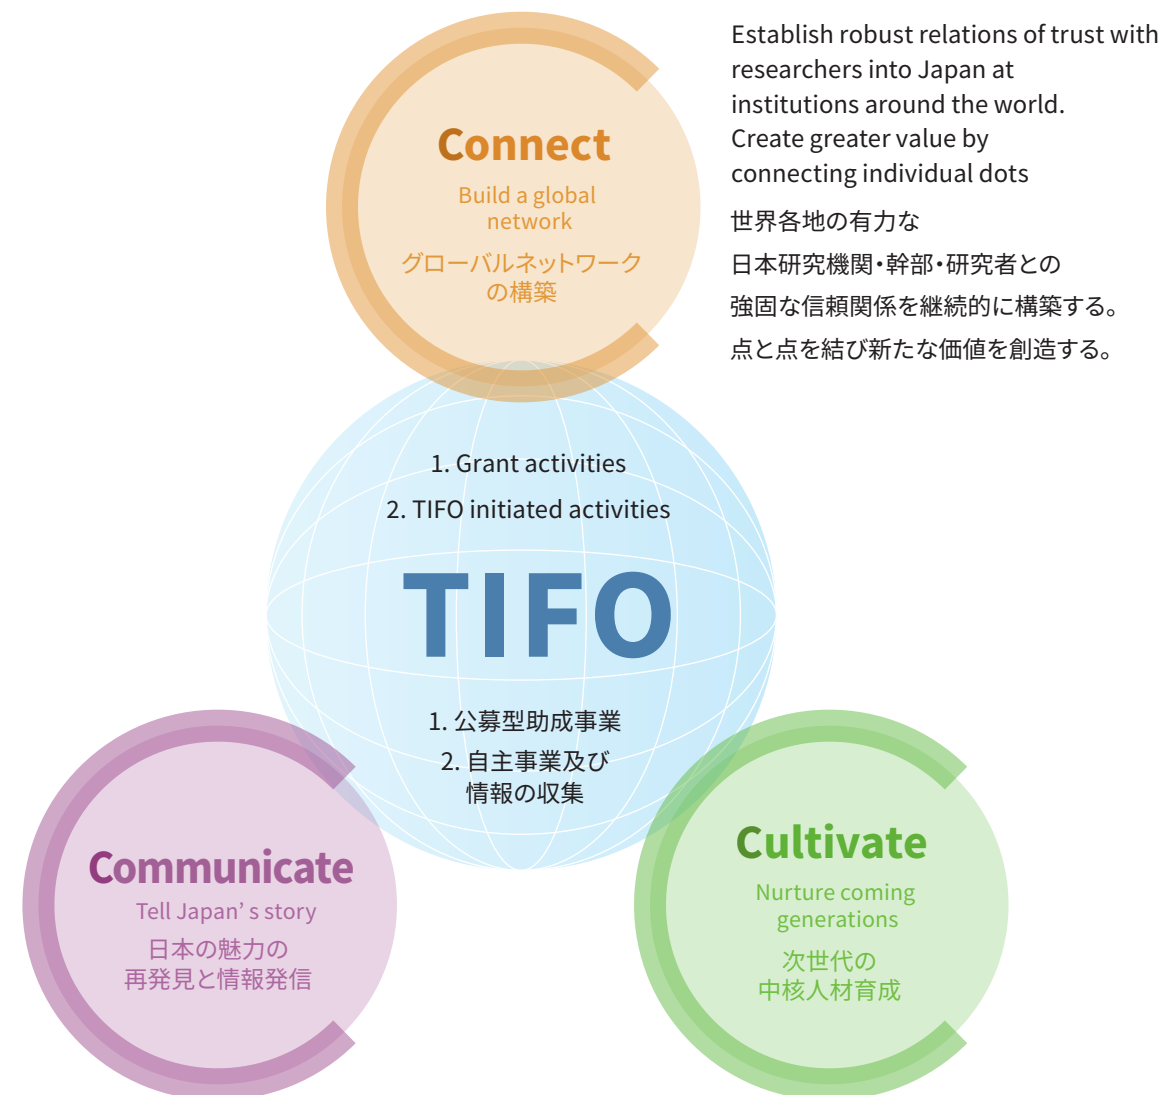 Connect
Build a global
network
グローバルネットワーク
の構築
Establish robust relations of trust with
researchers into Japan at
institutions around the world.
Create greater value by
connecting individual dots
世界各地の有力な
日本研究機関・幹部・研究者との
強固な信頼関係を継続的に構築する。
点と点を結び新たな価値を創造する。
1. Grant activities
2. TIFO initiated activities
TIFO
1. 公募型助成事業
2. 自主事業及び
情報の収集
Communicate
Tell Japan’s story
日本の魅力の
再発見と情報発信
Cultivate
Nurture coming
generations
次世代の
中核人材育成